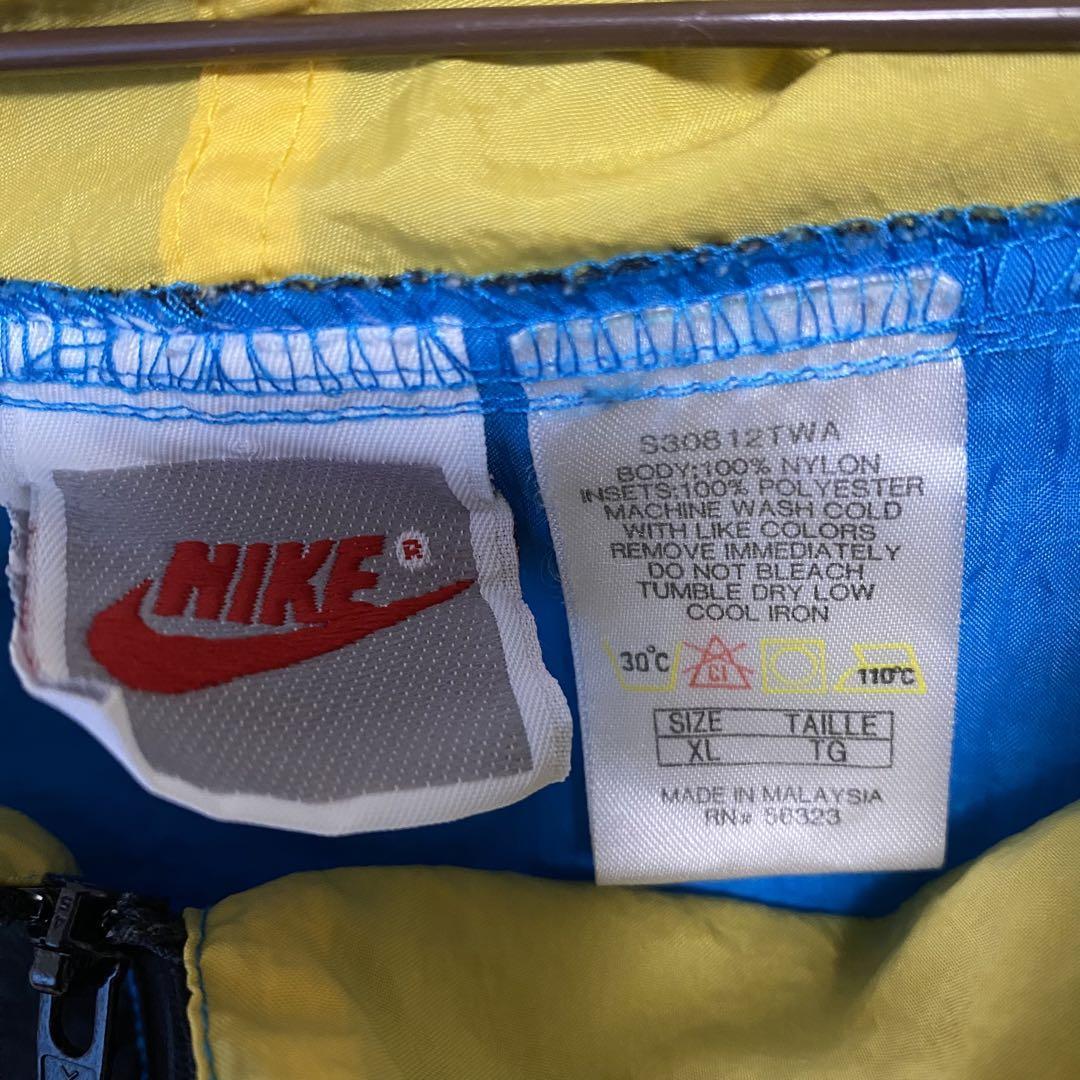 NIKE®
S30812TWA
BODY:100% NYLON
INSETS:100% POLYESTER
MACHINE WASH COLD
WITH LIKE COLORS
REMOVE IMMEDIATELY
DO NOT BLEACH
TUMBLE DRY LOW
COOL IRON
30°C Cl 110°C
SIZE TAILLE
XL TG
MADE IN MALAYSIA
RN# 56323